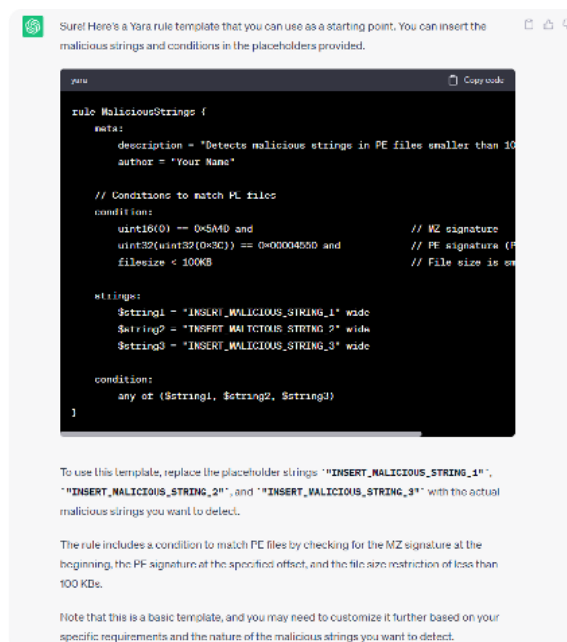 Sure! Here's a Yara rule template that you can use as a starting point. You can insert the
malicious strings and conditions in the placeholders provided.
yara
Copy code
rule MaliciousStrings {
meta:
description = "Detects malicious strings in PE files smaller than 10
author = "Your Name"
// Conditions to match PE files
condition:
uint16(0) == 0x5A4D and // MZ signature
uint32(uint32(0x3C)) == 0x00004550 and // PE signature (P
filesize < 100KB // File size is sm
strings:
$string1 = "INSERT_MALICIOUS_STRING_1" wide
$string2 = "INSERT_MALICIOUS_STRING_2" wide
$string3 = "INSERT_MALICIOUS_STRING_3" wide
condition:
any of ($string1, $string2, $string3)
}
To use this template, replace the placeholder strings `"INSERT_MALICIOUS_STRING_1"`,
`"INSERT_MALICIOUS_STRING_2"`, and `"INSERT_MALICIOUS_STRING_3"` with the actual
malicious strings you want to detect.
The rule includes a condition to match PE files by checking for the MZ signature at the
beginning, the PE signature at the specified offset, and the file size restriction of less than
100 KBs.
Note that this is a basic template, and you may need to customize it further based on your
specific requirements and the nature of the malicious strings you want to detect.